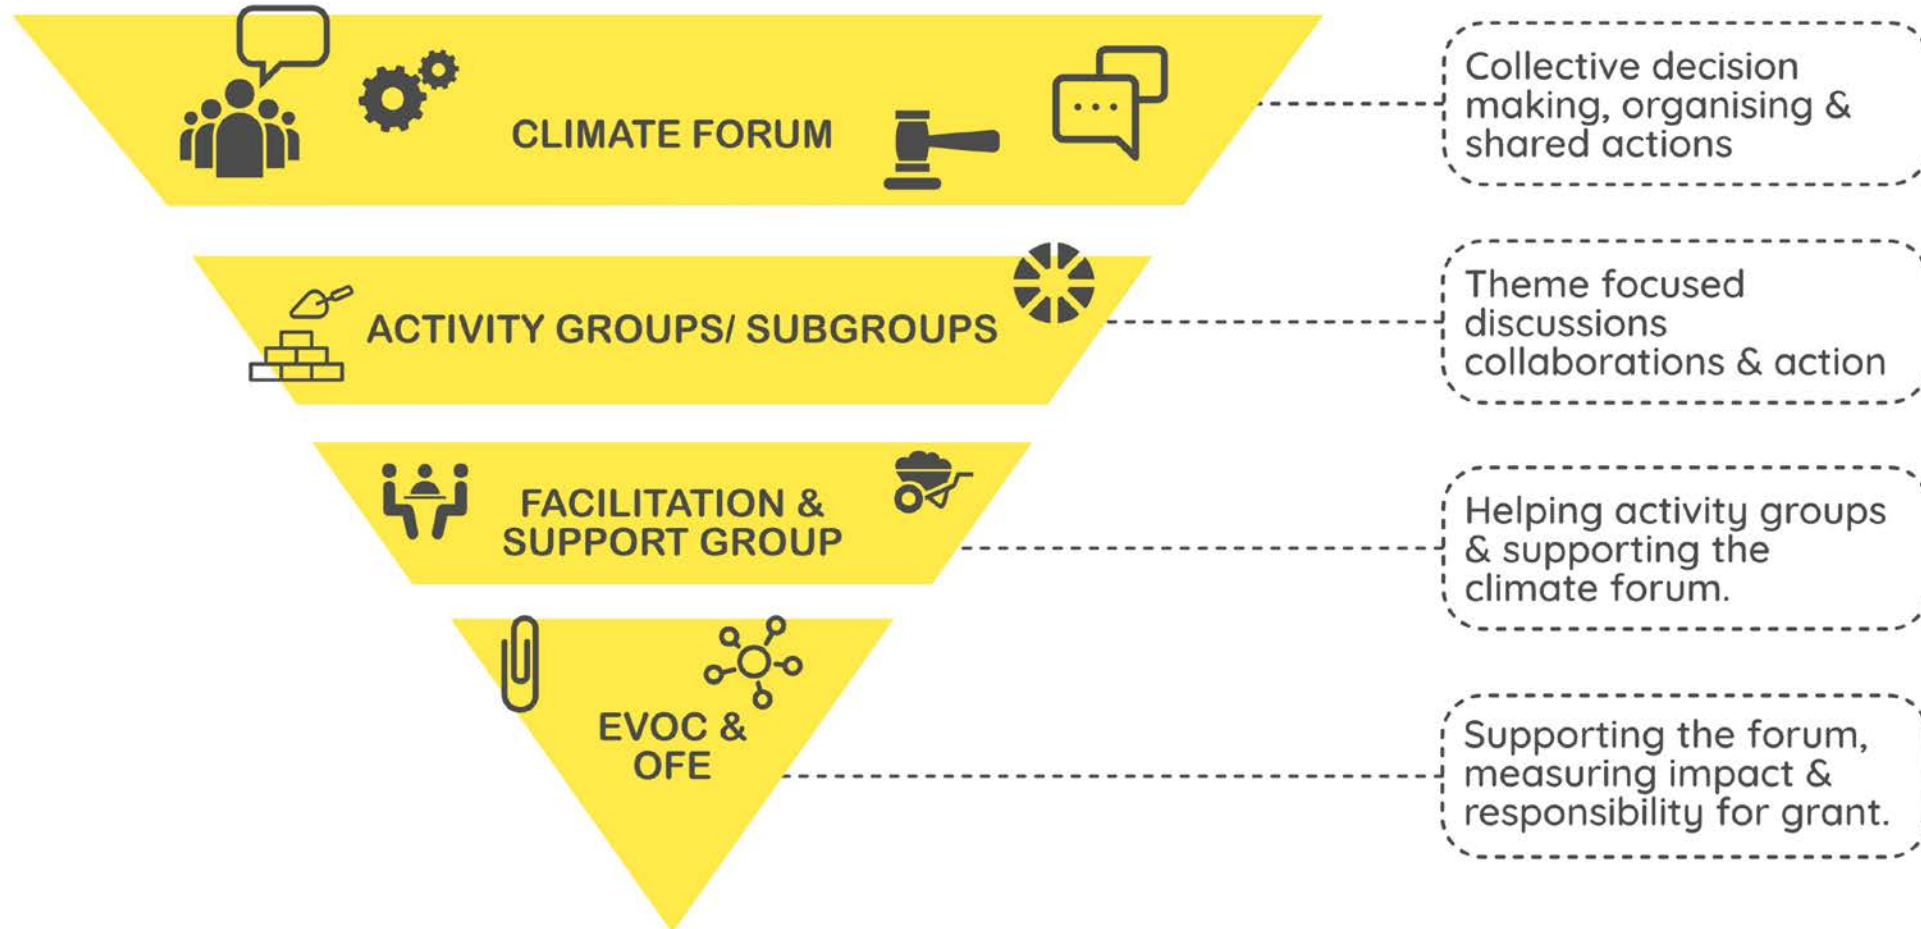 CLIMATE FORUM
Collective decision
making, organising &
shared actions
ACTIVITY GROUPS/ SUBGROUPS
Theme focused
discussions
collaborations & action
FACILITATION &
SUPPORT GROUP
Helping activity groups
& supporting the
climate forum.
EVOC &
OFE
Supporting the forum,
measuring impact &
responsibility for grant.